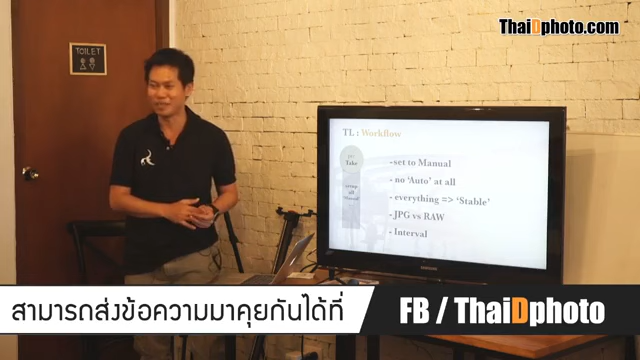 ThaiDphoto.com
TOILET
TL : Workflow
Take
setup
all
- set to Manual
- no 'Auto' at all
- everything => 'Stable'
- JPG vs RAW
- Interval
SAMSUNG
สามารถส่งข้อความมาคุยกันได้ที่
FB / ThaiDphoto